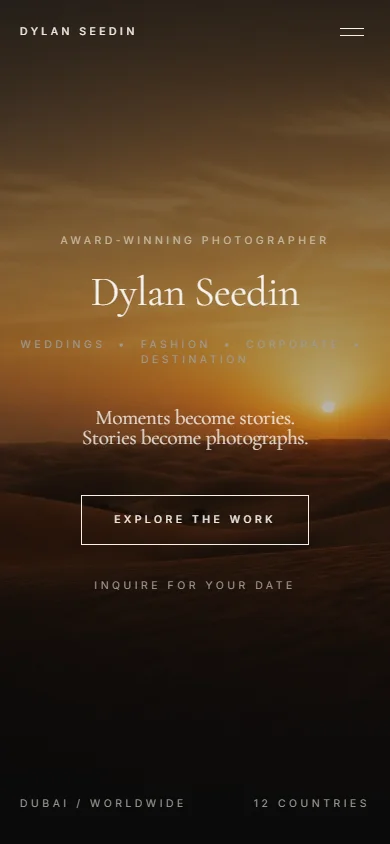 DYLAN SEEDIN
AWARD-WINNING PHOTOGRAPHER
Dylan Seedin
WEDDINGS • FASHION • CORPORATE •
DESTINATION
Moments become stories.
Stories become photographs.
EXPLORE THE WORK
INQUIRE FOR YOUR DATE
DUBAI / WORLDWIDE 12 COUNTRIES